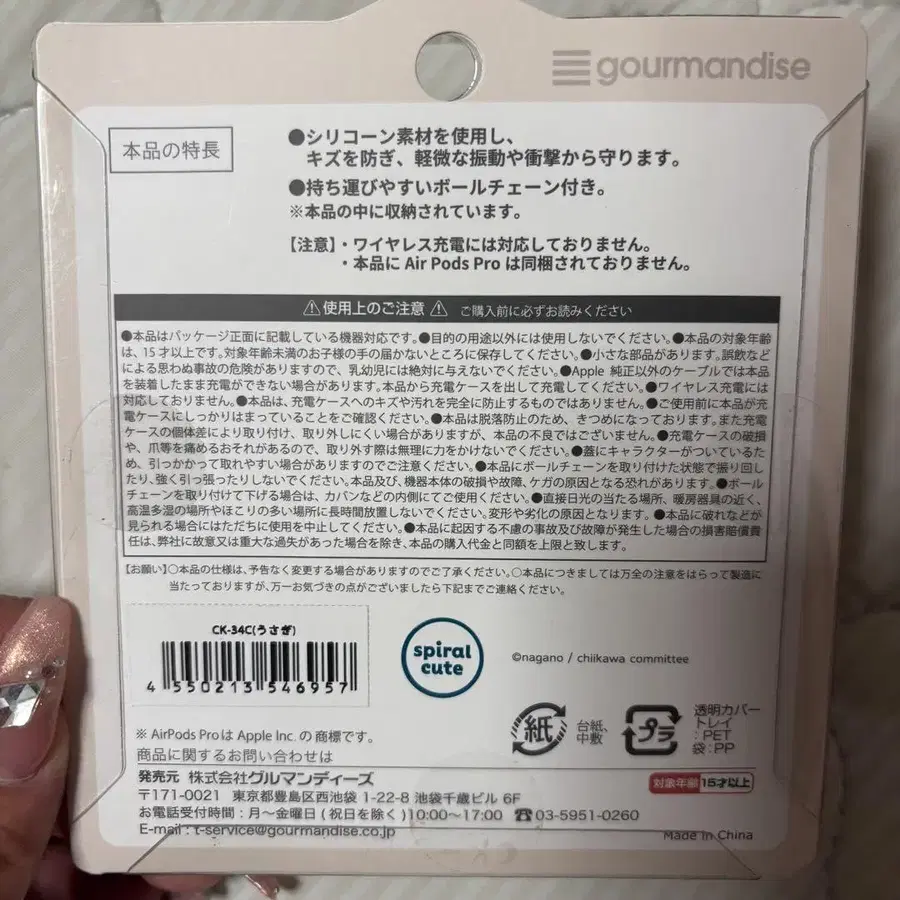 gourmandise
本品の特長
●シリコーン素材を使用し、
キズを防ぎ、軽微な振動や衝撃から守ります。
●持ち運びやすいボールチェーン付き。
※本品の中に収納されています。
【注意】・ワイヤレス充電には対応しておりません。
・本品に Air Pods Pro は同梱されておりません。
⚠使用上のご注意⚠ ご購入前に必ずお読みください
●本品はパッケージ正面に記載している機器対応です。●目的の用途以外には使用しないでください。●本品の対象年齢
は、15才以上です。対象年齢未満のお子様の手の届かないところに保存してください。●小さな部品があります。誤飲など
による思わぬ事故の危険がありますので、乳幼児には絶対に与えないでください。●Apple 純正以外のケーブルでは本品
を装着したまま充電ができない場合があります。本品から充電ケースを出して充電してください。●ワイヤレス充電には
対応しておりません。●本品は、充電ケースへのキズや汚れを完全に防止するものではありません。●ご使用前に本品が充
電ケースにしっかりはまっていることをご確認ください。●本品は脱落防止のため、きつめになっております。また充電
ケースの個体差により取り付け、取り外しにくい場合がありますが、本品の不良ではございません。●充電ケースの破損
や、爪等を痛めるおそれがあるので、取り外す際は無理に力をかけないでください。●蓋にキャラクターがついているた
め、引っかかって取れやすい場合がありますのでご注意ください。●本品にボールチェーンを取り付けた状態で振り回し
たり、強く引っ張ったりしないでください。本品及び、機器本体の破損や故障、ケガの原因となる恐れがあります。●ボール
チェーンを取り付けて下げる場合は、カバンなどの内側にてご使用ください。●直接日光の当たる場所、暖房器具の近く、
高温多湿の場所やほこりの多い場所に長時間放置しないでください。変形や劣化の原因となります。●本品に破れなどが
見られる場合にはただちに使用を中止してください。●本品に起因する不慮の事故及び故障が発生した場合の損害賠償責
任は、弊社に故意又は重大な過失があった場合を除き、本品の購入代金と同額を上限と致します。
【お願い】○本品の仕様は、予告なく変更する場合がありますのでご了承ください。○本品につきましては万全の注意をはらって製造に
当たっておりますが、万一お気づきの点がございましたら下記までご連絡ください。
CK-34C(うさぎ)
4 550213 546957
spiral
cute
©nagano / chiikawa committee
紙
台紙、
中敷
プラ
透明カバー
トレイ
:PET
袋:PP
※ AirPods Proは Apple Inc. の商標です。
商品に関するお問い合わせは
発売元 株式会社グルマンディーズ
〒171-0021 東京都豊島区西池袋 1-22-8 池袋千歳ビル 6F
お電話受付時間:月~金曜日(祝日を除く)10:00~17:00 ☎03-5951-0260
E-mail : t-service@gourmandise.co.jp
対象年齢 15才以上
Made in China